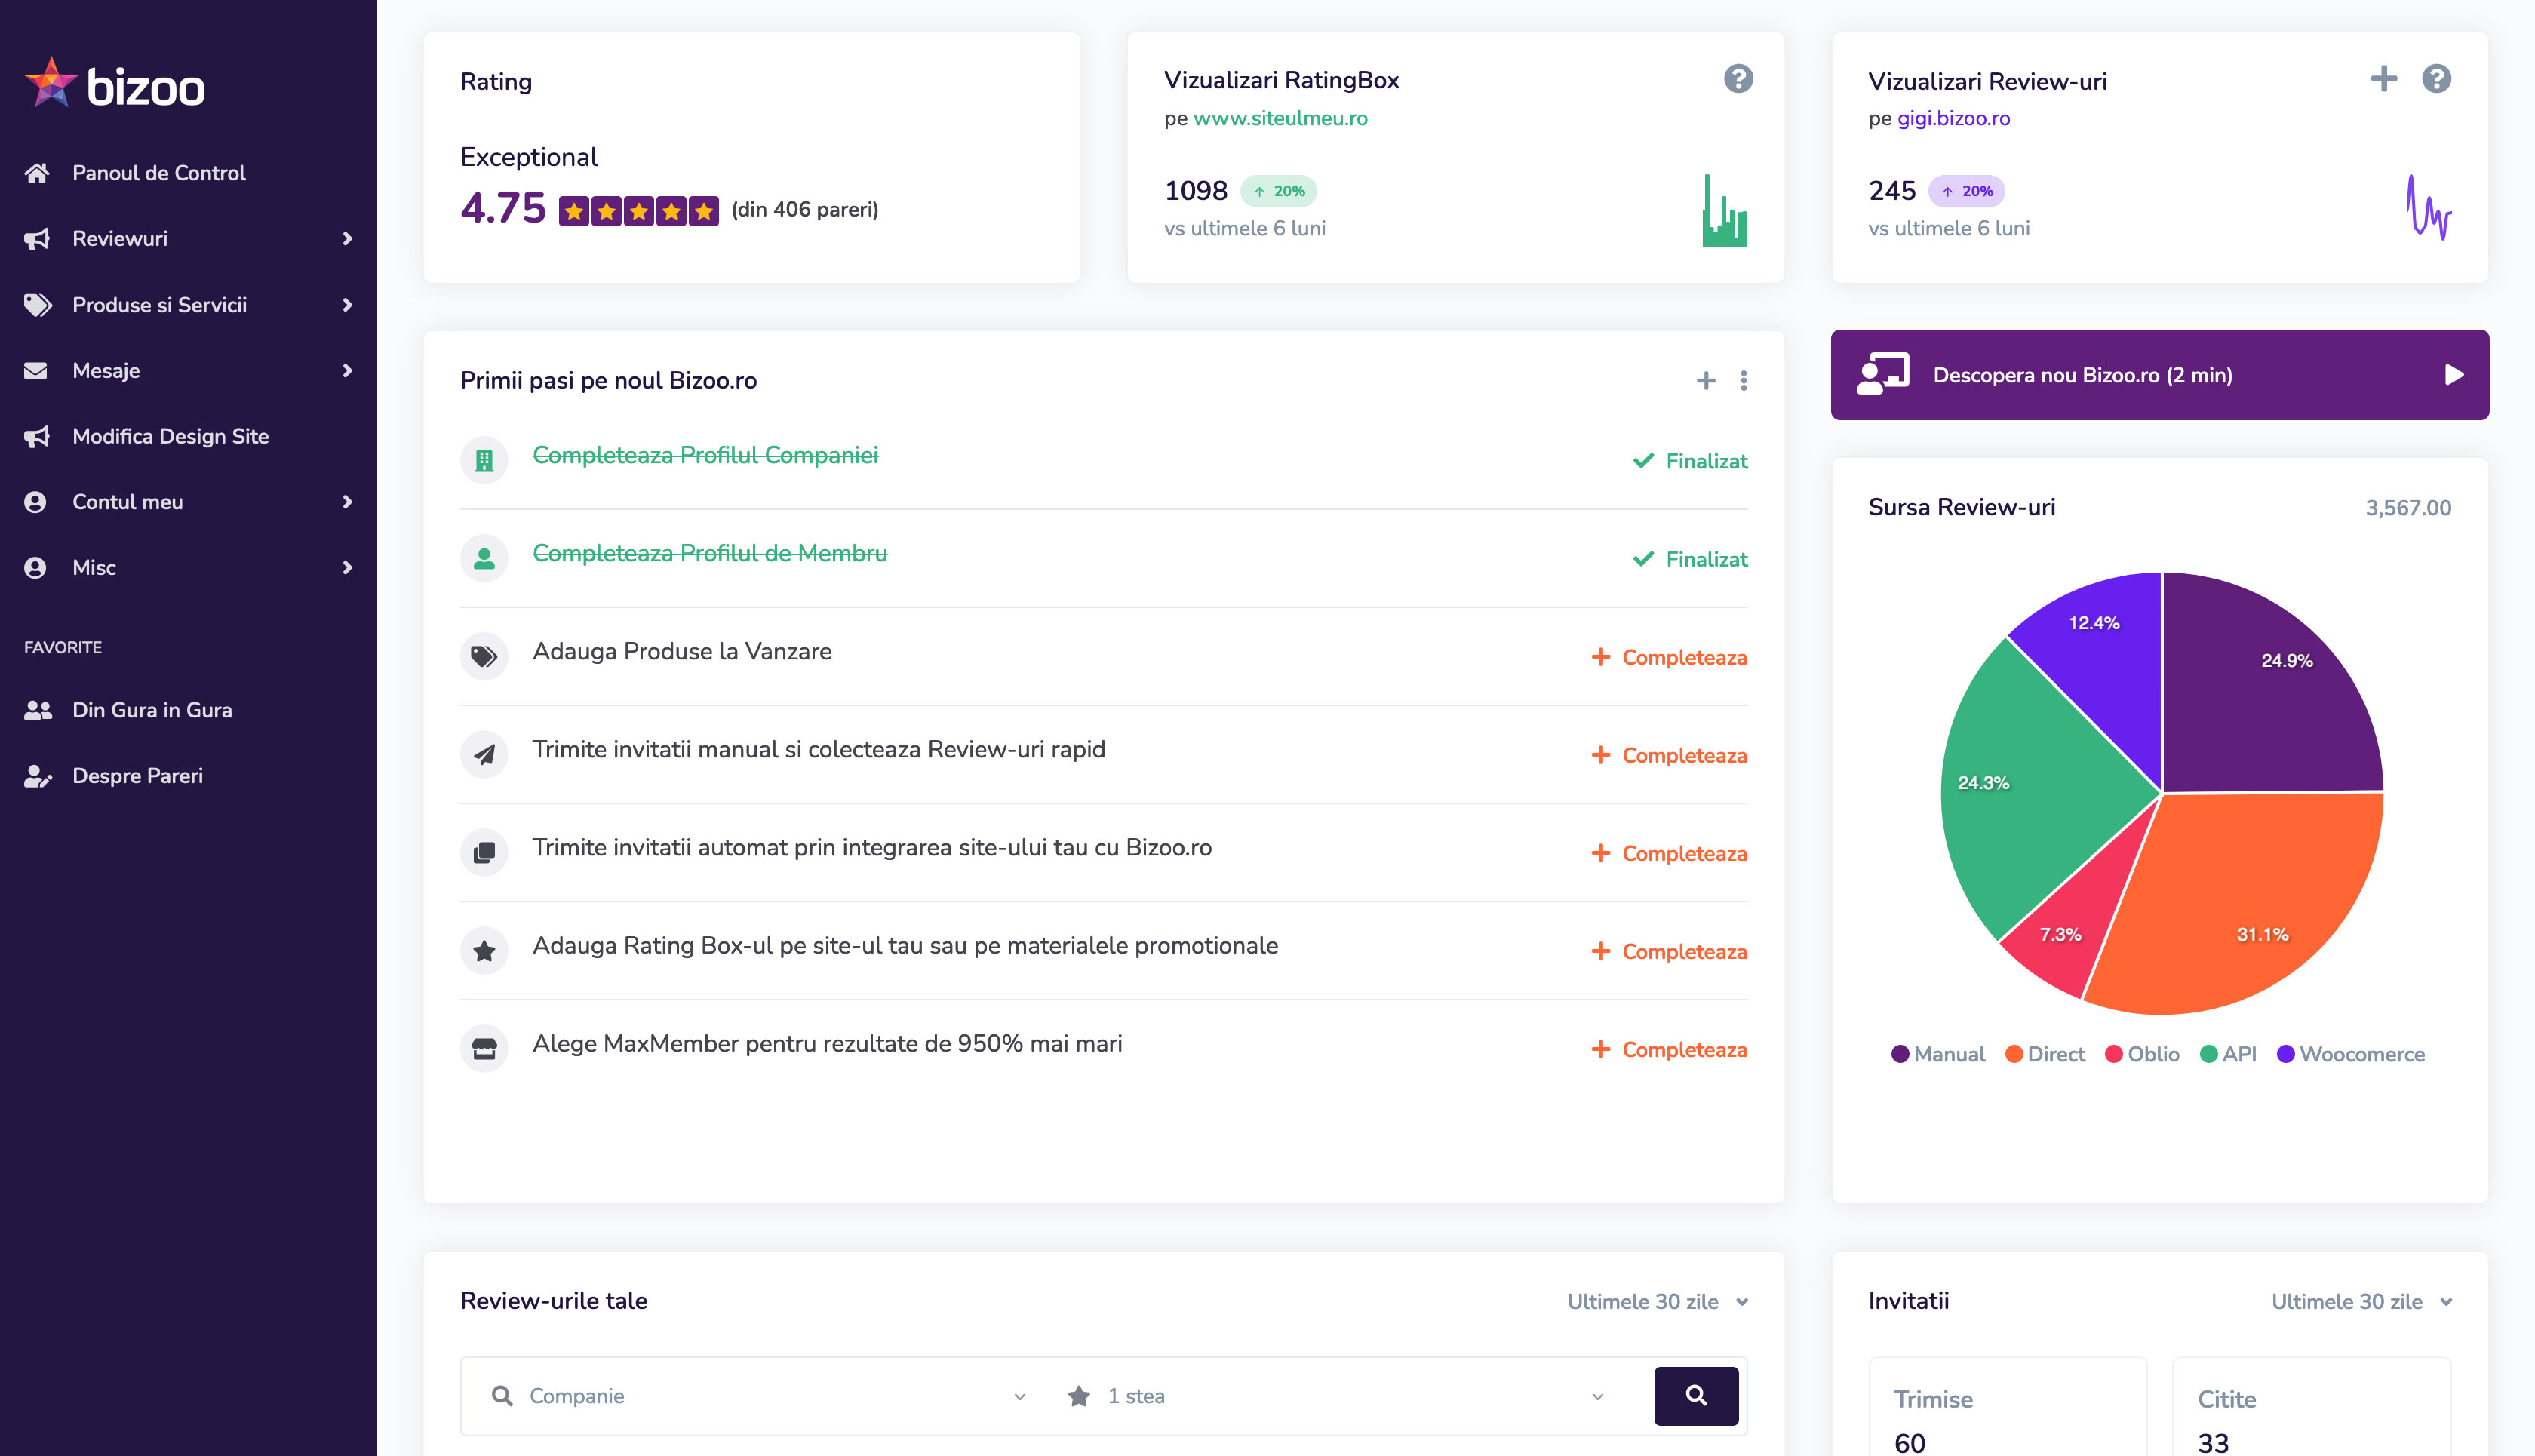 bizoo
Panoul de Control
Reviewuri
Produse si Servicii
Mesaje
Modifica Design Site
Contul meu
Misc
FAVORITE
Din Gura in Gura
Despre Pareri
Rating
Exceptional
4.75 (din 406 pareri)
Vizualizari RatingBox
pe www.siteulmeu.ro
1098 ↑ 20%
vs ultimele 6 luni
Vizualizari Review-uri
pe gigi.bizoo.ro
245 ↑ 20%
vs ultimele 6 luni
Primii pasi pe noul Bizoo.ro
Completeaza Profilul Companiei Finalizat
Completeaza Profilul de Membru Finalizat
Adauga Produse la Vanzare Completeaza
Trimite invitatii manual si colecteaza Review-uri rapid Completeaza
Trimite invitatii automat prin integrarea site-ului tau cu Bizoo.ro Completeaza
Adauga Rating Box-ul pe site-ul tau sau pe materialele promotionale Completeaza
Alege MaxMember pentru rezultate de 950% mai mari Completeaza
Descopera nou Bizoo.ro (2 min)
Sursa Review-uri 3,567.00
12.4%
24.9%
24.3%
7.3%
31.1%
Manual Direct Oblio API Woocomerce
Review-urile tale Ultimele 30 zile
Companie 1 stea
Invitatii Ultimele 30 zile
Trimise
60
Citite
33